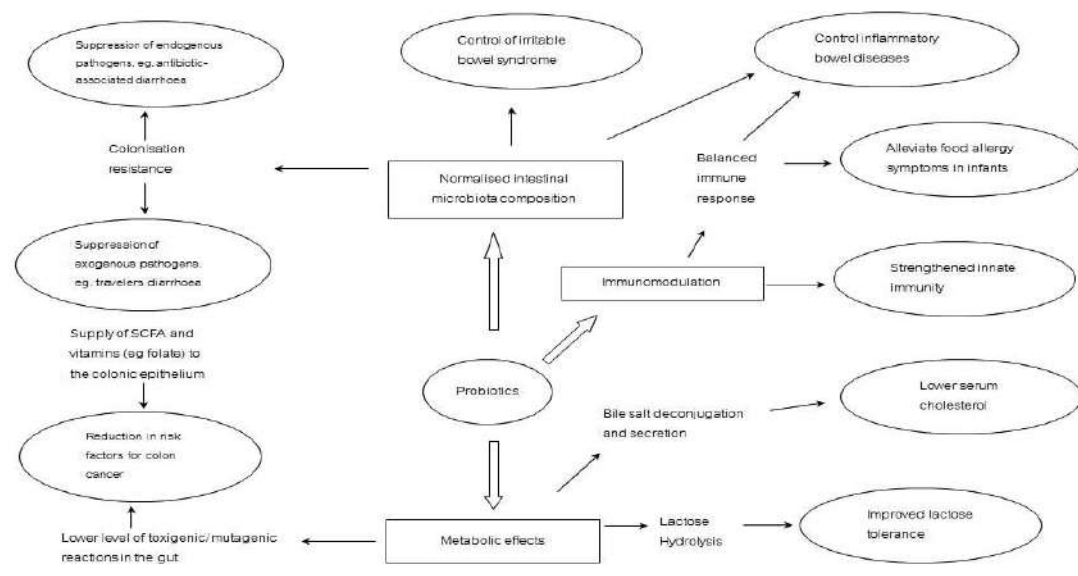 Suppression of endogenous
pathogens, eg. antibiotic-
associated diarrhoea
Control of irritable
bowel syndrome
Control inflammatory
bowel diseases
Colonisation
resistance
Normalised intestinal
microbiota composition
Balanced
immune
response
Alleviate food allergy
symptoms in infants
Suppression of
exogenous pathogens,
eg. travelers diarrhoea
Immunomodulation
Strengthened innate
immunity
Supply of SCFA and
vitamins (eg folate) to
the colonic epithelium
Probiotics
Lower serum
cholesterol
Bile salt deconjugation
and secretion
Reduction in risk
factors for colon
cancer
Lower level of toxigenic/mutagenic
reactions in the gut
Metabolic effects
Lactose
Hydrolysis
Improved lactose
tolerance